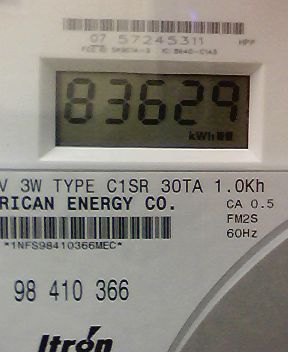 07 57245311 HPP
83629
kWh
V 3W TYPE C1SR 30TA 1.0Kh
RICAN ENERGY CO. CA 0.5
FM2S
*1NFS98410366MEC* 60Hz
98 410 366
Itron